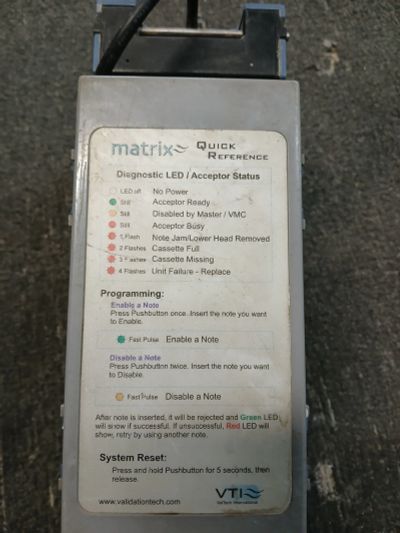 matrix QUICK REFERENCE
Diagnostic LED / Acceptor Status
LED off No Power
Still Acceptor Ready
Still Disabled by Master / VMC
Still Acceptor Busy
1 Flash Note Jam/Lower Head Removed
2 Flashes Cassette Full
3 Flashes Cassette Missing
4 Flashes Unit Failure - Replace
Programming:
Enable a Note
Press Pushbutton once. Insert the note you want
to Enable.
Fast Pulse Enable a Note
Disable a Note
Press Pushbutton twice. Insert the note you want
to Disable.
Fast Pulse Disable a Note
After note is inserted, it will be rejected and Green LED
will show if successful. If unsuccessful, Red LED will
show, retry by using another note.
System Reset:
Press and hold Pushbutton for 5 seconds, then
release.
VTI
Valtech International
www.validationtech.com